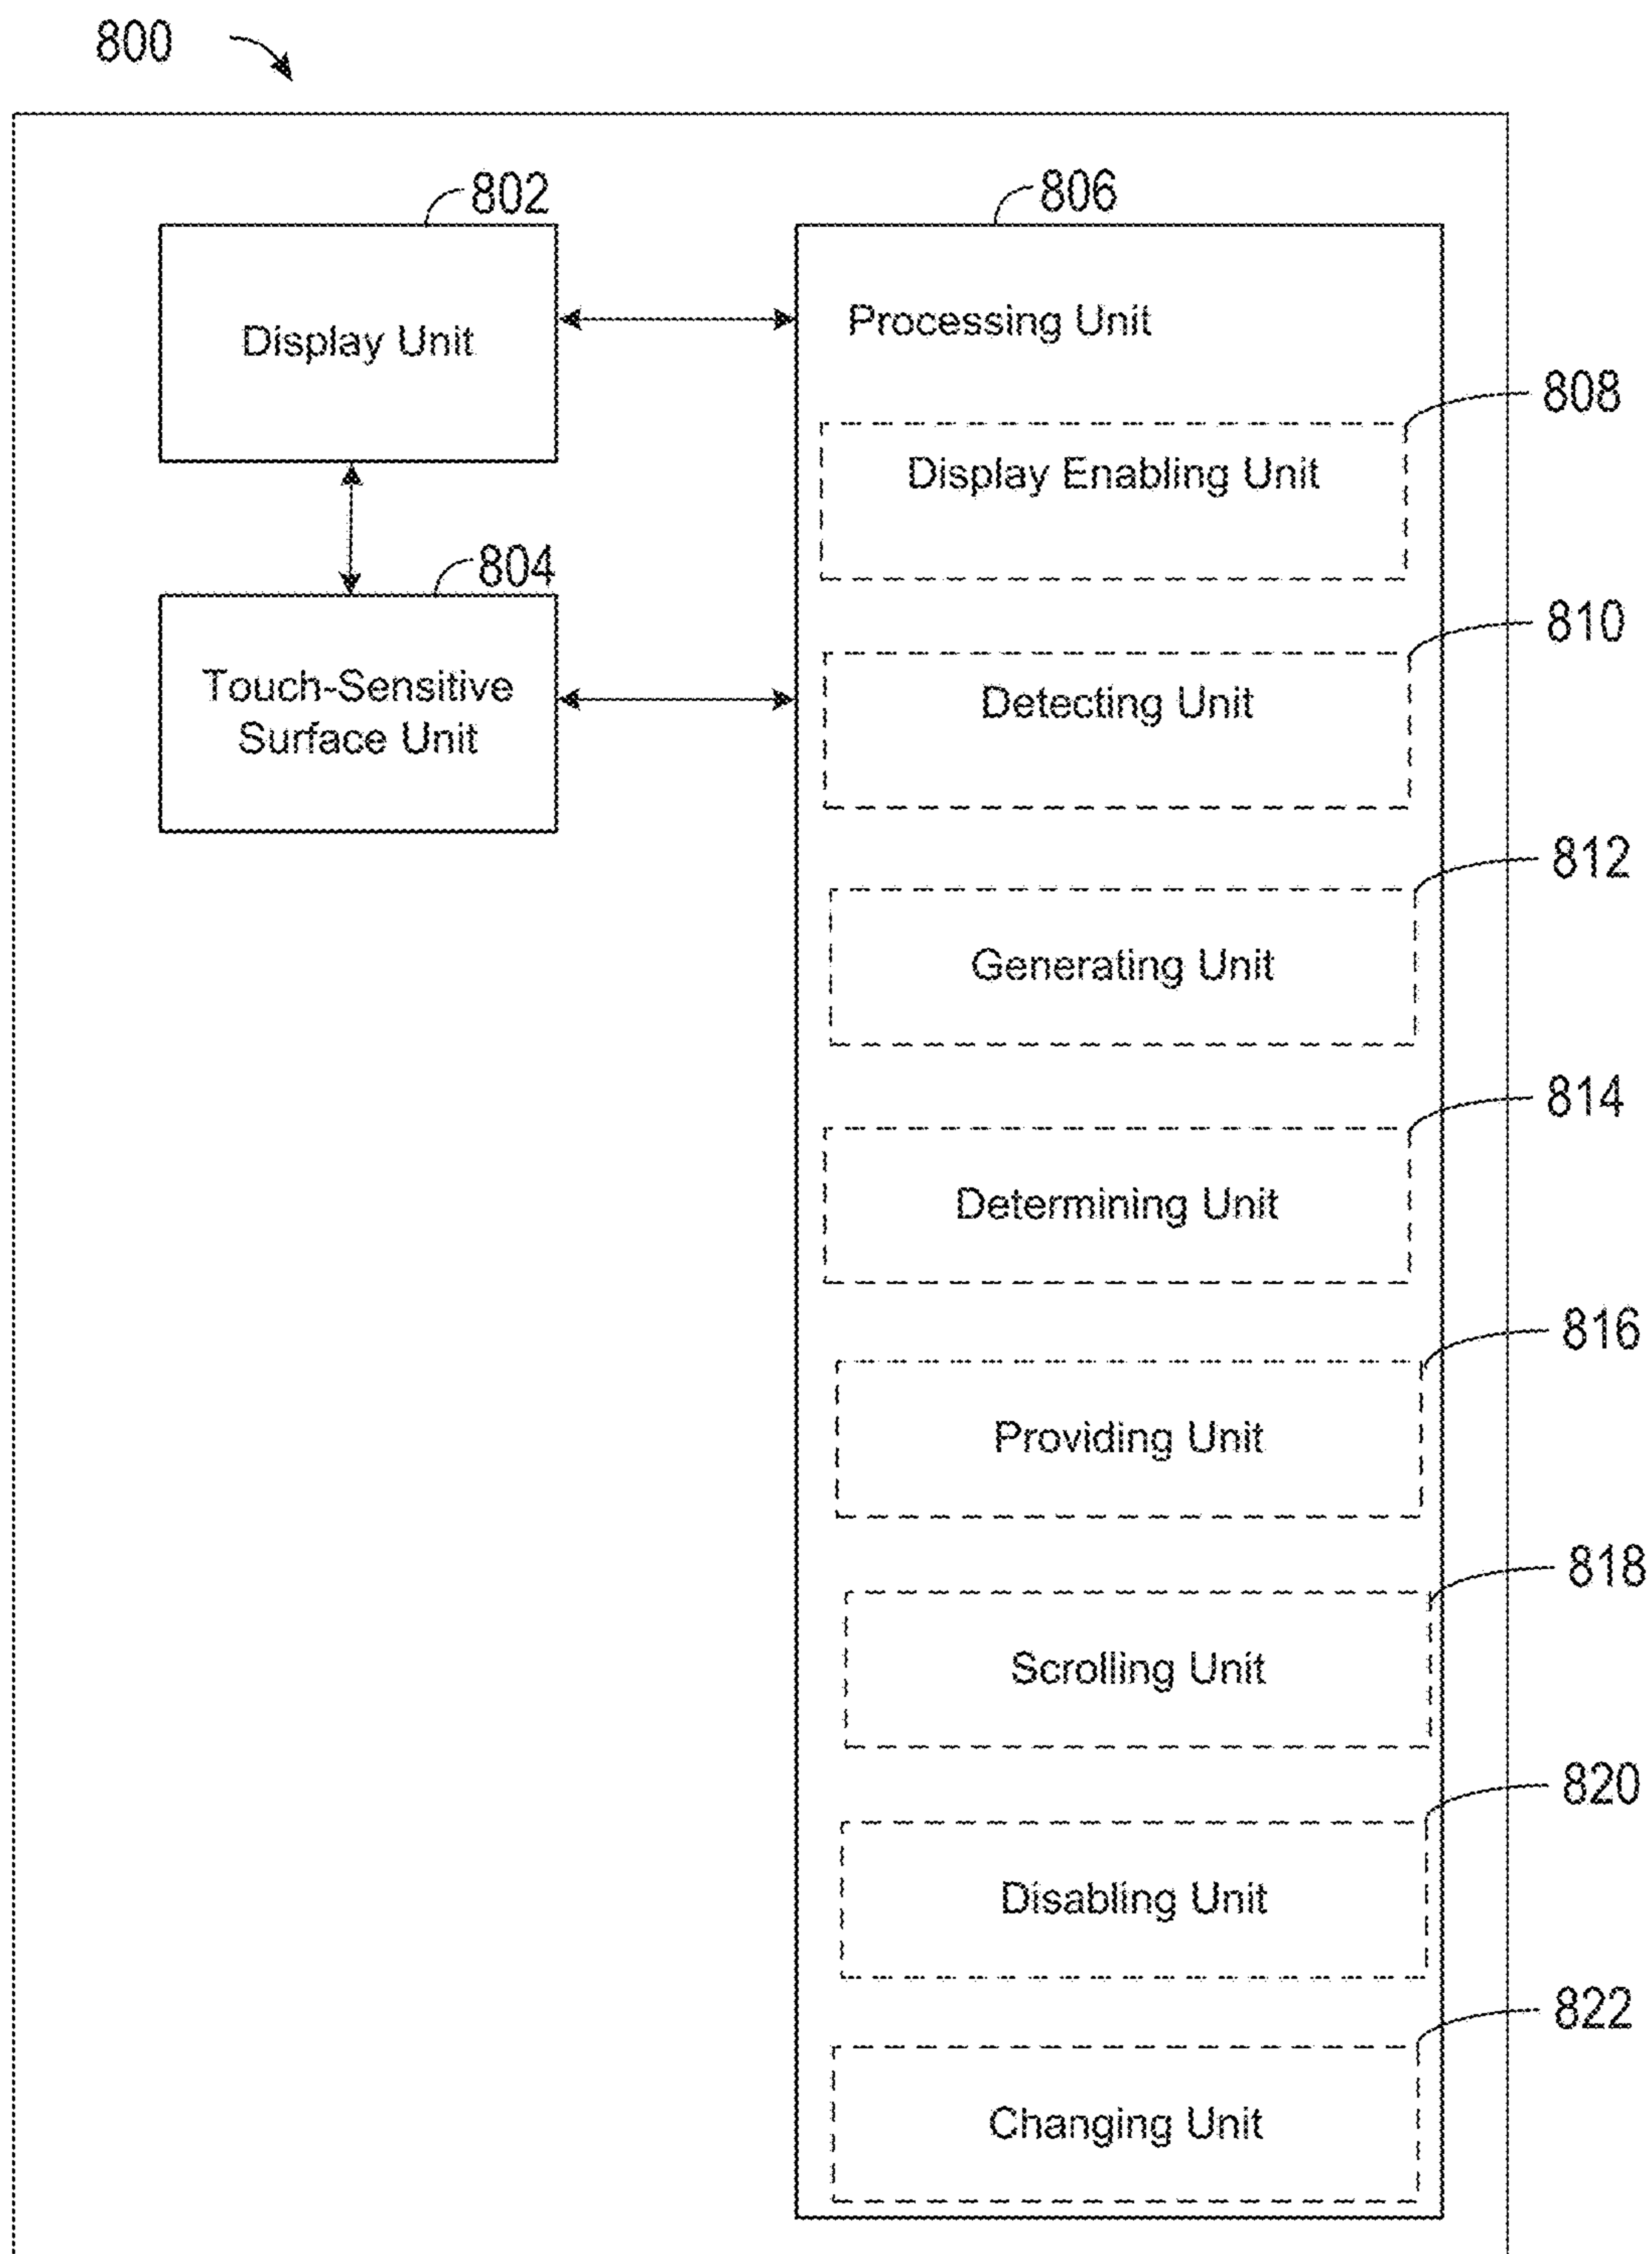 800
802
806
Display Unit
Processing Unit
808
Display Enabling Unit
804
Touch-Sensitive
Surface Unit
810
Detecting Unit
812
Generating Unit
814
Determining Unit
816
Providing Unit
818
Scrolling Unit
820
Disabling Unit
822
Changing Unit